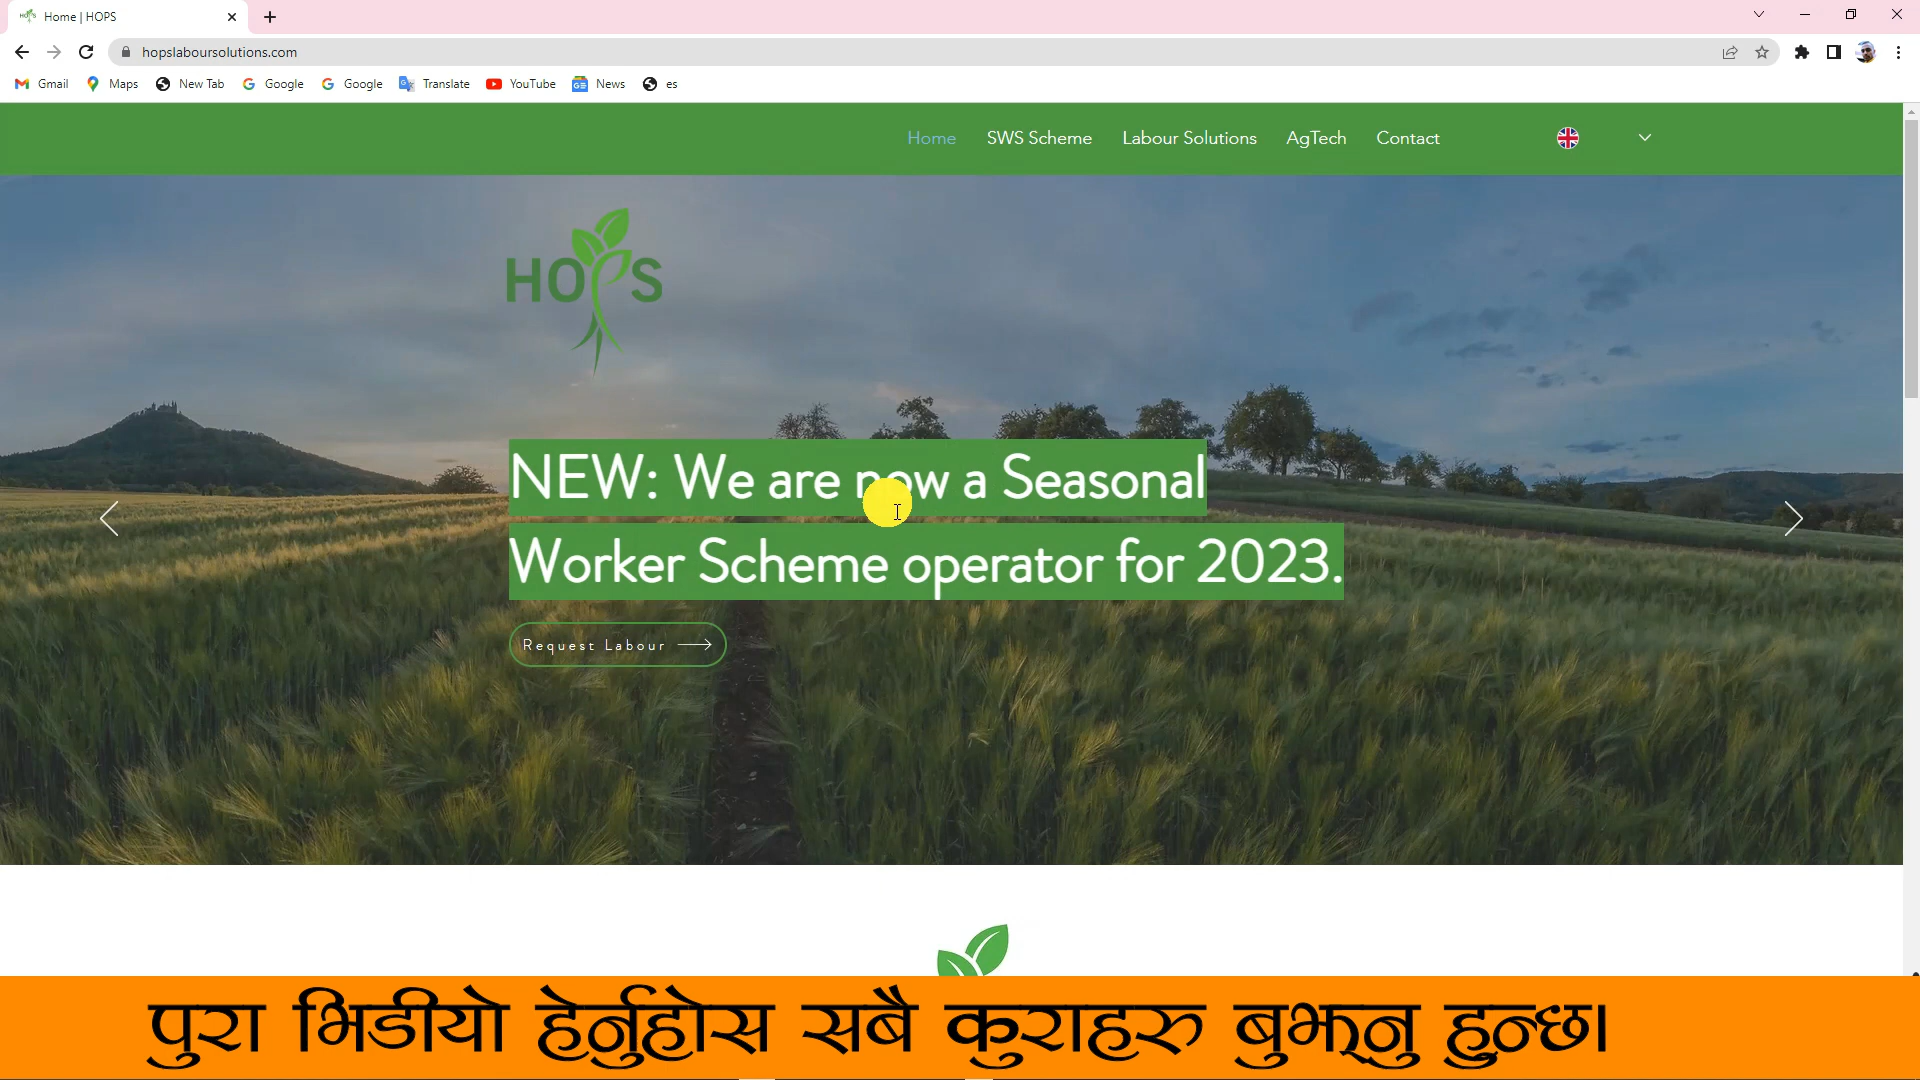 Home | HOPS
hopslaboursolutions.com
Gmail Maps New Tab Google Google Translate YouTube News es
Home SWS Scheme Labour Solutions AgTech Contact
HOPS
NEW: We are now a Seasonal
Worker Scheme operator for 2023.
Request Labour
पुरा भिडीयो हेर्नुहोस सबै कुराहरु बुझ्नु हुन्छ।